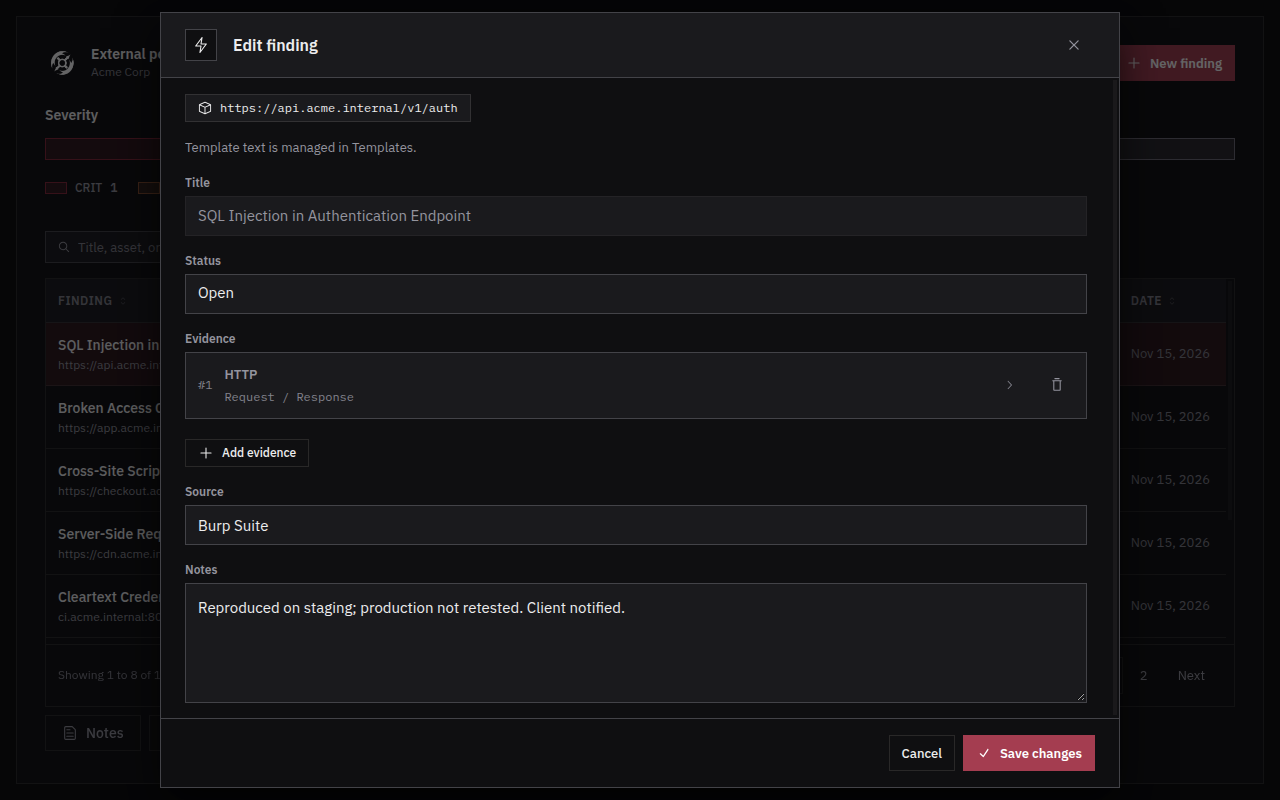 External
Acme Corp
Edit finding
New finding
Severity
CRIT 1
https://api.acme.internal/v1/auth
Template text is managed in Templates.
Title
SQL Injection in Authentication Endpoint
Status
Open
Title, asset, or
FINDING
DATE
SQL Injection in
https://api.acme.in
Nov 15, 2026
Broken Access
https://app.acme.in
Nov 15, 2026
Cross-Site Scrip
https://checkout.ac
Nov 15, 2026
Server-Side Req
https://cdn.acme.in
Nov 15, 2026
Cleartext Creden
ci.acme.internal:80
Nov 15, 2026
Evidence
#1
HTTP
Request / Response
Add evidence
Source
Burp Suite
Notes
Reproduced on staging; production not retested. Client notified.
Showing 1 to 8 of 1
2
Next
Notes
Cancel
Save changes